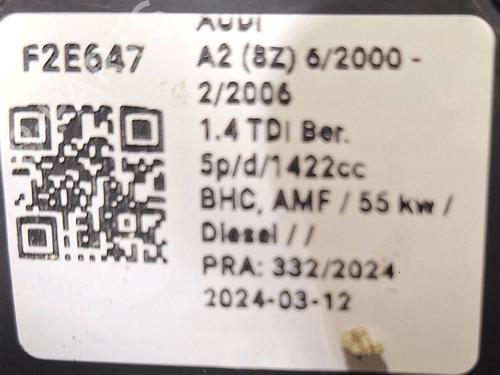 AUDI
F2E647
A2 (8Z) 6/2000 -
2/2006
1.4 TDI Ber.
5p/d/1422cc
BHC, AMF / 55 kw /
Diesel / /
PRA: 332/2024
2024-03-12